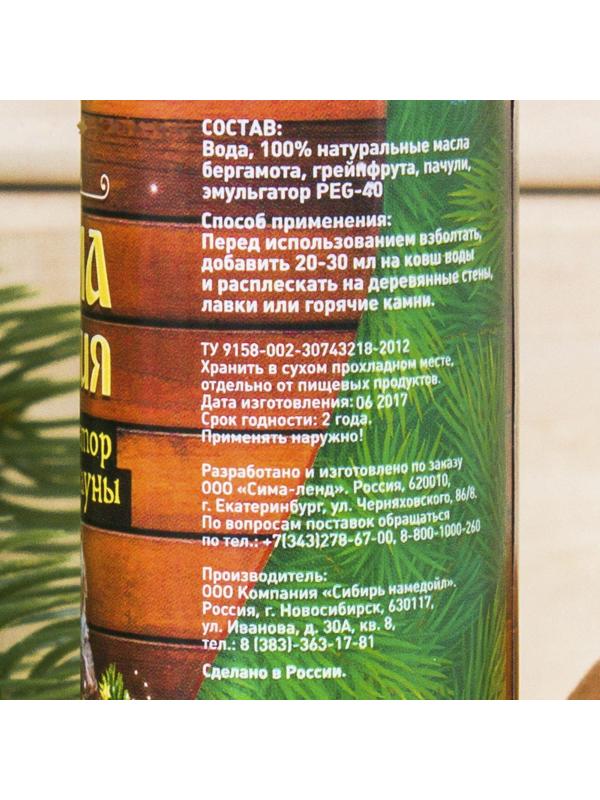 СОСТАВ:
Вода, 100% натуральные масла
бергамота, грейпфрута, пачули,
эмульгатор PEG-40
Способ применения:
Перед использованием взболтать,
добавить 20-30 мл на ковш воды
и расплескать на деревянные стены,
лавки или горячие камни.
ТУ 9158-002-30743218-2012
Хранить в сухом прохладном месте,
отдельно от пищевых продуктов.
Дата изготовления: 06 2017
Срок годности: 2 года.
Применять наружно!
Разработано и изготовлено по заказу
ООО «Сима-ленд». Россия, 620010,
г. Екатеринбург, ул. Черняховского, 86/8.
По вопросам поставок обращаться
по тел.: +7(343)278-67-00, 8-800-1000-260
Производитель:
ООО Компания «Сибирь намедойл».
Россия, г. Новосибирск, 630117,
ул. Иванова, д. 30А, кв. 8,
тел.: 8 (383)-363-17-81
Сделано в России.